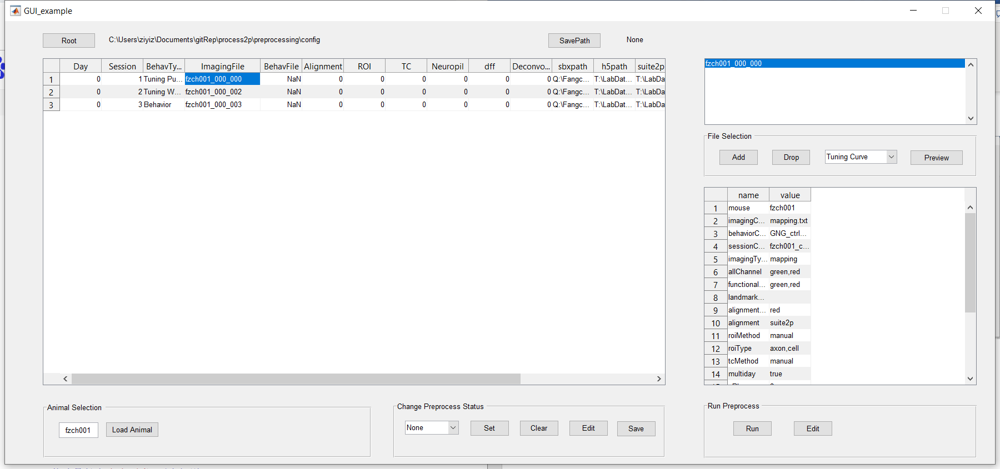 GUI_example
Root C:\Users\ziyiz\Documents\gitRep\process2p\preprocessing\config SavePath None
Day Session BehavTy... ImagingFile BehavFile Alignment ROI TC Neuropil dff Deconvo... sbxpath h5path suite2p
1 0 1 Tuning Pu... fzch001_000_000 NaN 0 0 0 0 0 0 Q:\Fangc... T:\LabDat... T:\LabDa
2 0 2 Tuning W... fzch001_000_002 NaN 0 0 0 0 0 0 Q:\Fangc... T:\LabDat... T:\LabDa
3 0 3 Behavior fzch001_000_003 NaN 0 0 0 0 0 0 Q:\Fangc... T:\LabDat... T:\LabDa
fzch001_000_000
File Selection
Add Drop Tuning Curve Preview
name value
1 mouse fzch001
2 imagingC... mapping.txt
3 behaviorC... GNG_ctrl...
4 sessionC... fzch001_c...
5 imagingTy... mapping
6 allChannel green,red
7 functional... green,red
8 landmark...
9 alignment... red
10 alignment suite2p
11 roiMethod manual
12 roiType axon,cell
13 tcMethod manual
14 multiday true
Animal Selection
fzch001 Load Animal
Change Preprocess Status
None Set Clear Edit Save
Run Preprocess
Run Edit